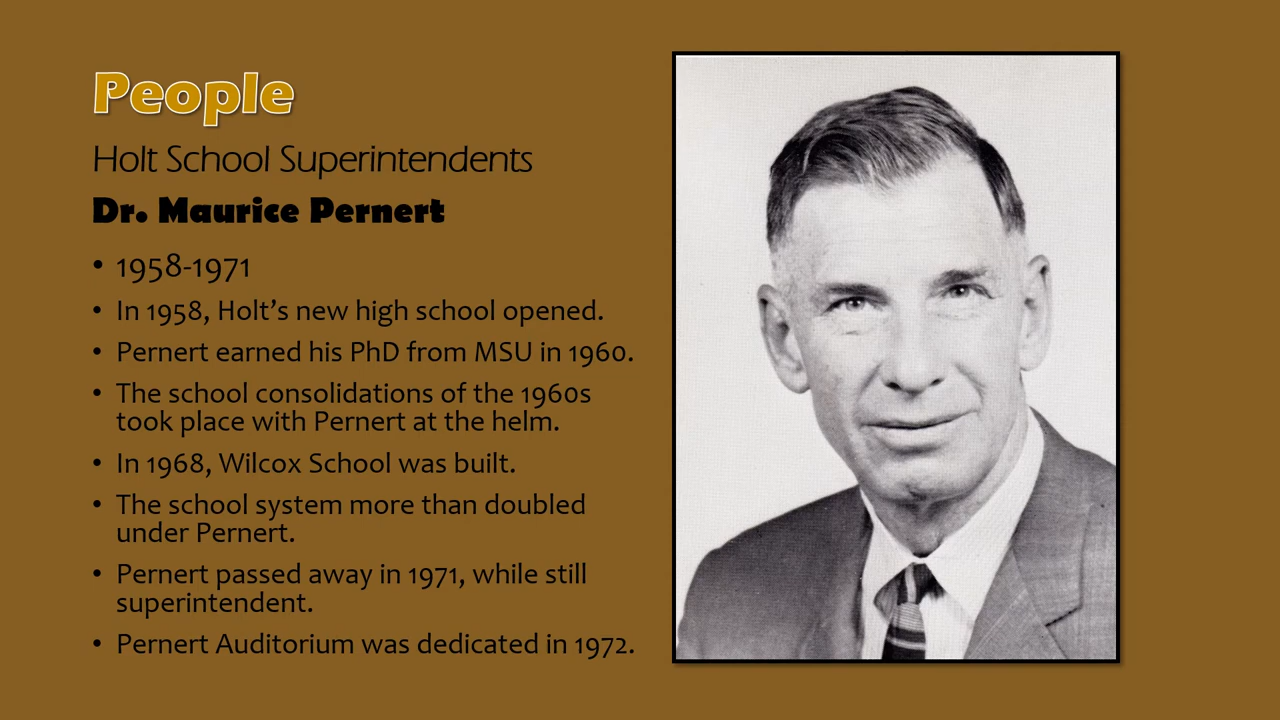 People
Holt School Superintendents
Dr. Maurice Pernert
• 1958-1971
• In 1958, Holt’s new high school opened.
• Pernert earned his PhD from MSU in 1960.
• The school consolidations of the 1960s
took place with Pernert at the helm.
• In 1968, Wilcox School was built.
• The school system more than doubled
under Pernert.
• Pernert passed away in 1971, while still
superintendent.
• Pernert Auditorium was dedicated in 1972.